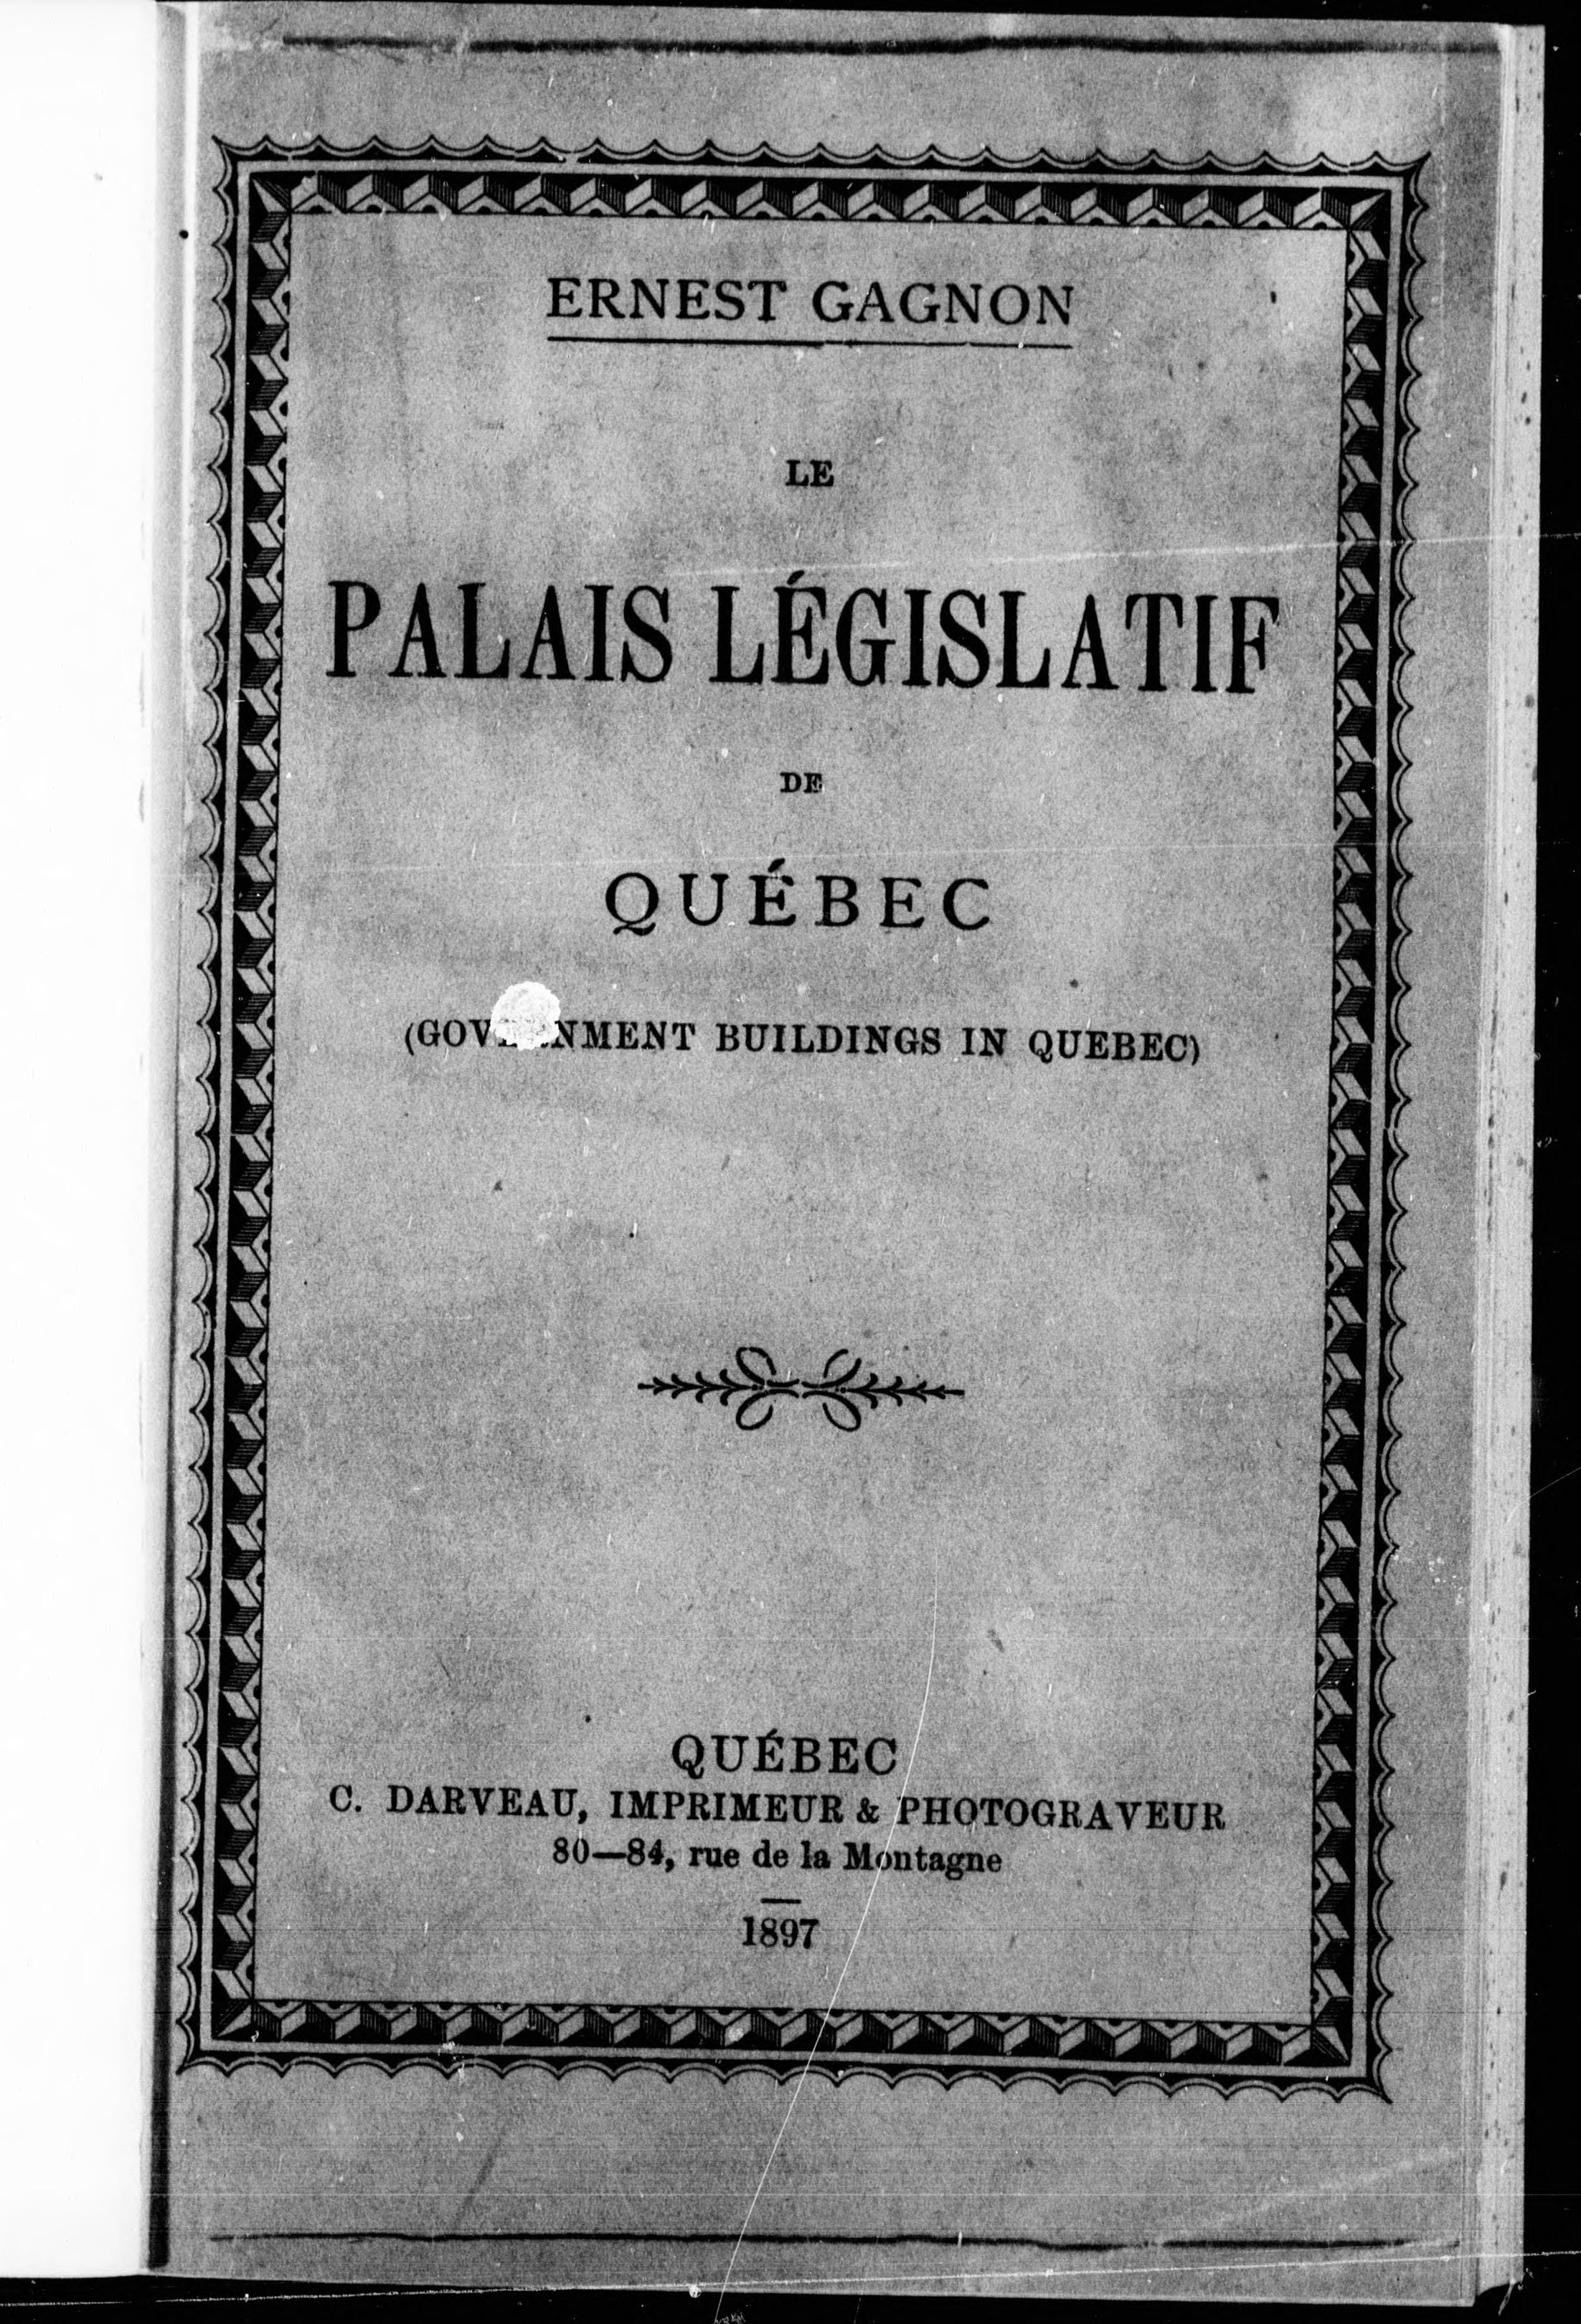 ERNEST GAGNON
LE
PALAIS LÉGISLATIF
DE
QUÉBEC
(GOVERNMENT BUILDINGS IN QUEBEC)
QUÉBEC
C. DARVEAU, IMPRIMEUR & PHOTOGRAVEUR
80—84, rue de la Montagne
1897